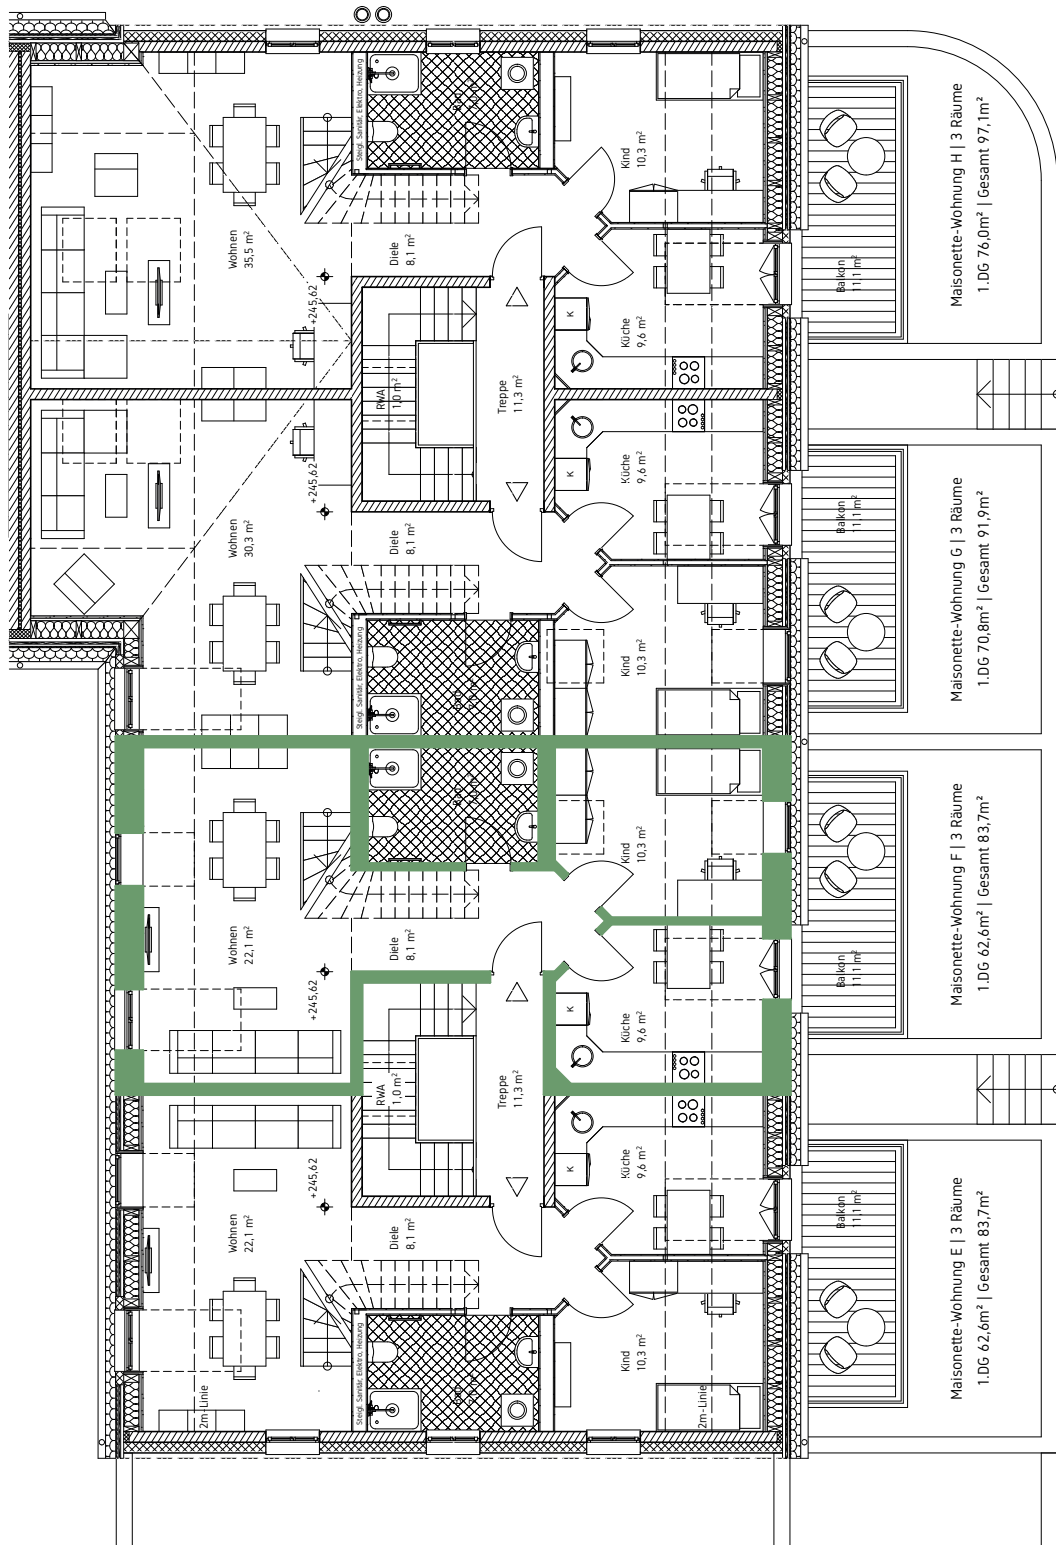 Maisonette-Wohnung H | 3 Räume
1.DG 76,0m² | Gesamt 97,1m²
Steigl. Sanitär, Elektro, Heizung
Bad
Kind
10,3 m²
Wohnen
35,5 m²
Diele
8,1 m²
Balkon
11,1 m²
+245,62
K
Küche
9,6 m²
RWA
1,0 m²
Treppe
11,3 m²
Küche
9,6 m²
K
+245,62
Wohnen
30,3 m²
Diele
8,1 m²
Balkon
11,1 m²
Maisonette-Wohnung G | 3 Räume
1.DG 70,8m² | Gesamt 91,9m²
Steigl. Sanitär, Elektro, Heizung
Bad
Kind
10,3 m²
Bad
Kind
10,3 m²
Maisonette-Wohnung F | 3 Räume
1.DG 62,6m² | Gesamt 83,7m²
Wohnen
22,1 m²
Diele
8,1 m²
Balkon
11,1 m²
+245,62
K
Küche
9,6 m²
RWA
1,0 m²
Treppe
11,3 m²
Küche
9,6 m²
K
+245,62
Wohnen
22,1 m²
Diele
8,1 m²
Balkon
11,1 m²
Maisonette-Wohnung E | 3 Räume
1.DG 62,6m² | Gesamt 83,7m²
Steigl. Sanitär, Elektro, Heizung
Bad
Kind
10,3 m²
2m-Linie
2m-Linie